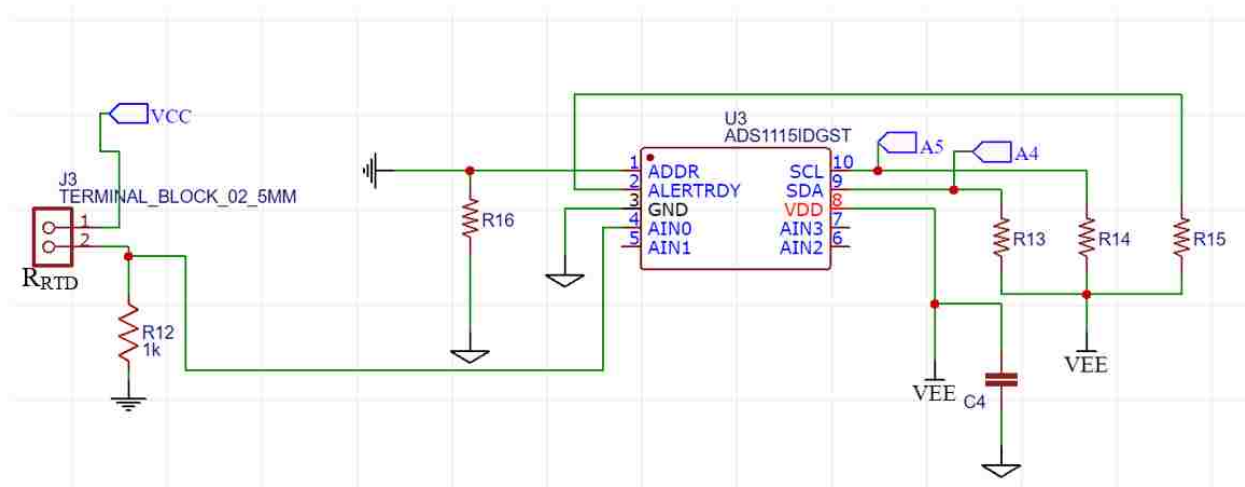 VCC
J3
TERMINAL_BLOCK_02_5MM
1
2
R_RTD
R12
1k
R16
U3
ADS1115IDGST
1 ADDR SCL 10
2 ALERTRDY SDA 9
3 GND VDD 8
4 AIN0 AIN3 7
5 AIN1 AIN2 6
A5
A4
R13
R14
R15
VEE
VEE
C4